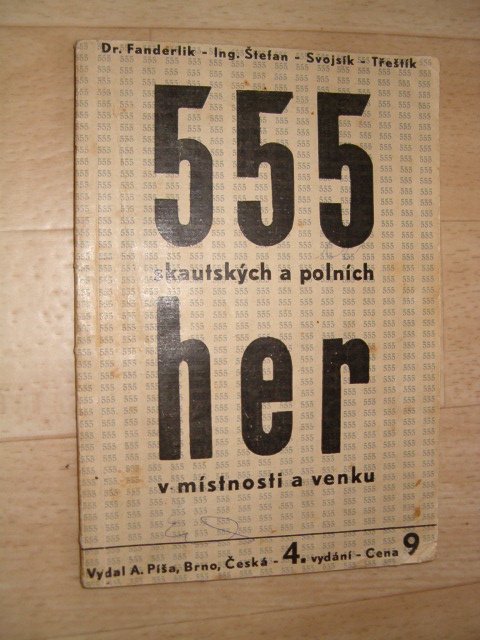 Dr. Fanderlik - Ing. Štefan - Svojsík - Třeštík
555
skautských a polních
her
v místnosti a venku
Vydal A. Píša, Brno, Česká - 4. vydání - Cena 9